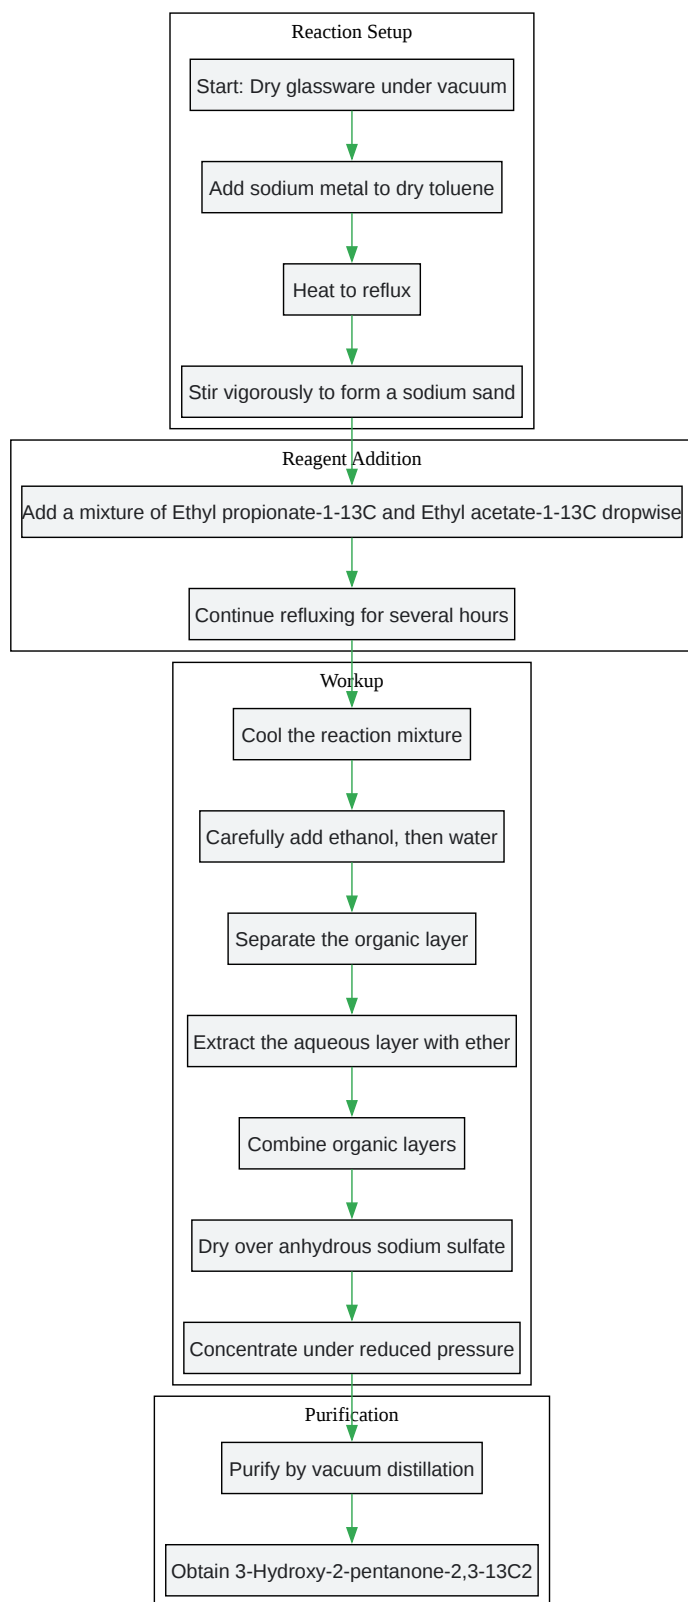 Reaction Setup
Start: Dry glassware under vacuum
Add sodium metal to dry toluene
Heat to reflux
Stir vigorously to form a sodium sand
Reagent Addition
Add a mixture of Ethyl propionate-1-13C and Ethyl acetate-1-13C dropwise
Continue refluxing for several hours
Workup
Cool the reaction mixture
Carefully add ethanol, then water
Separate the organic layer
Extract the aqueous layer with ether
Combine organic layers
Dry over anhydrous sodium sulfate
Concentrate under reduced pressure
Purification
Purify by vacuum distillation
Obtain 3-Hydroxy-2-pentanone-2,3-13C2